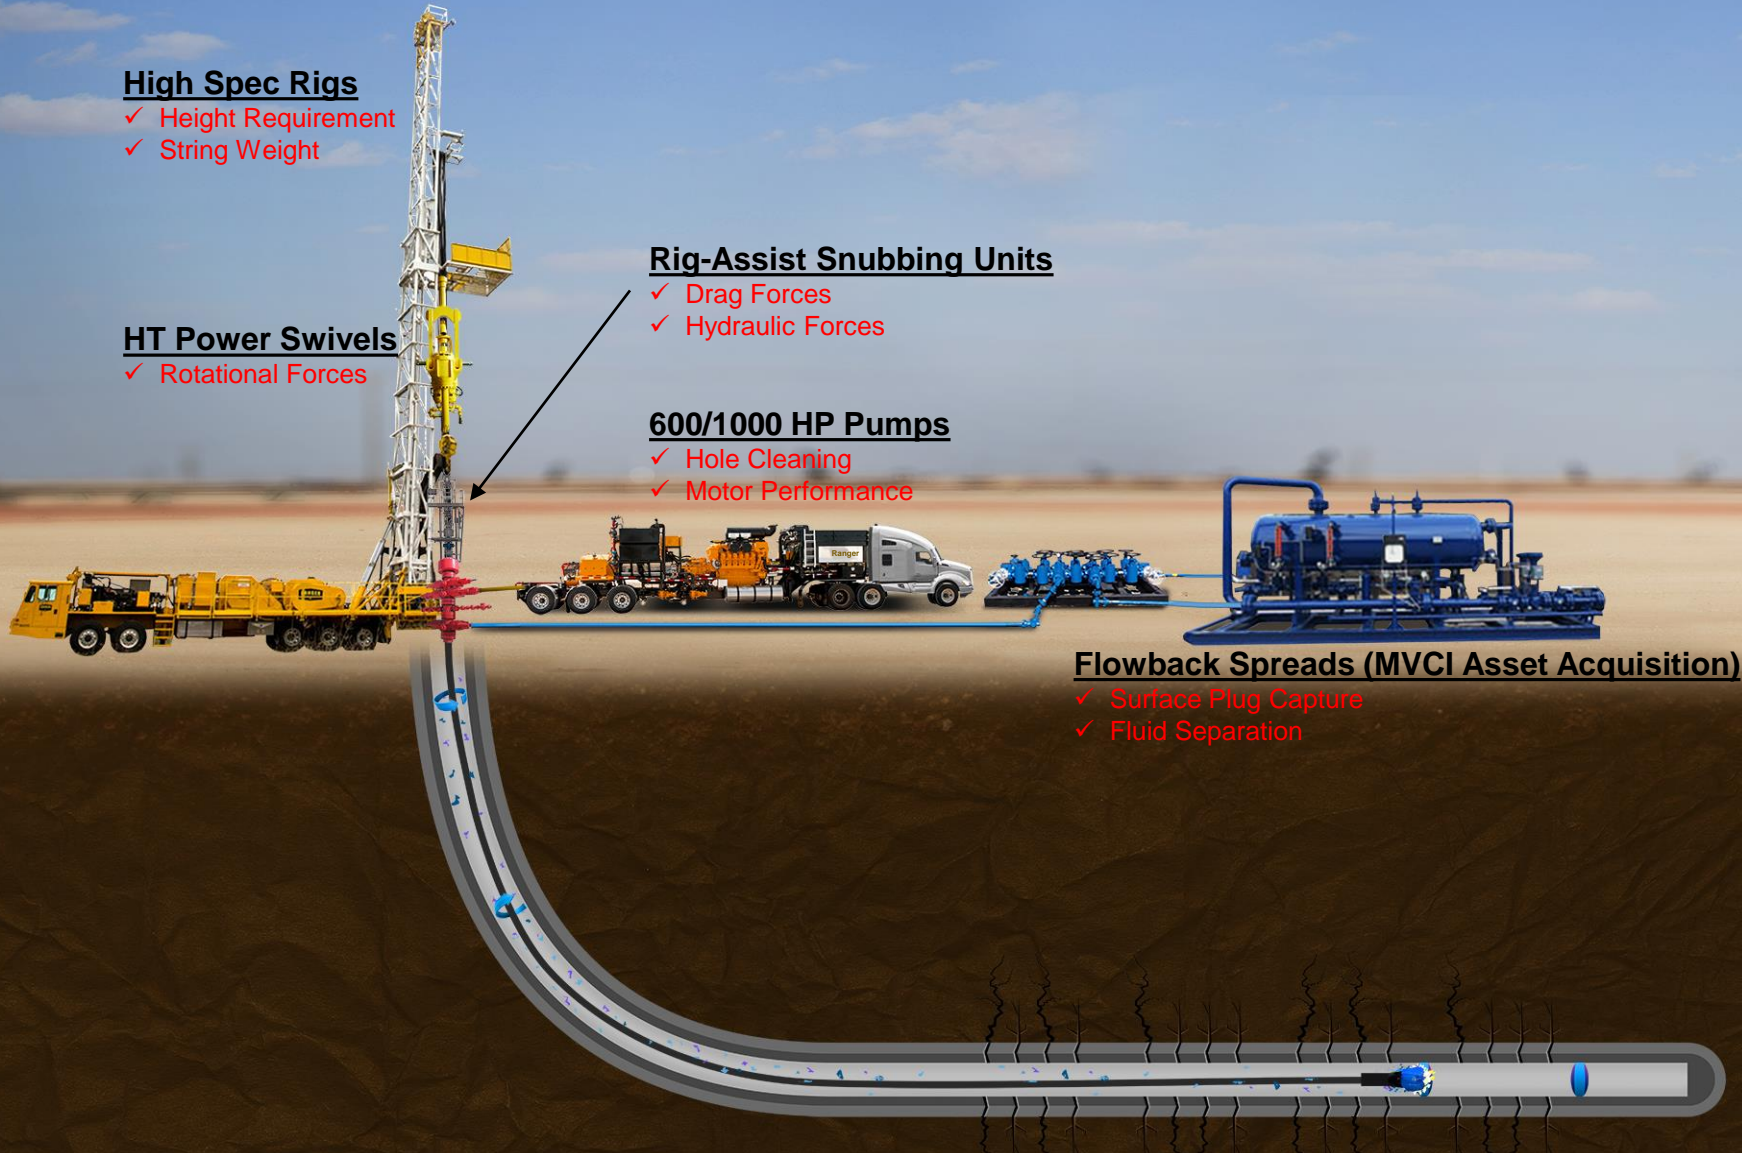 High Spec Rigs
✓ Height Requirement
✓ String Weight
Rig-Assist Snubbing Units
✓ Drag Forces
✓ Hydraulic Forces
HT Power Swivels
✓ Rotational Forces
600/1000 HP Pumps
✓ Hole Cleaning
✓ Motor Performance
Ranger
Flowback Spreads (MVCI Asset Acquisition)
✓ Surface Plug Capture
✓ Fluid Separation